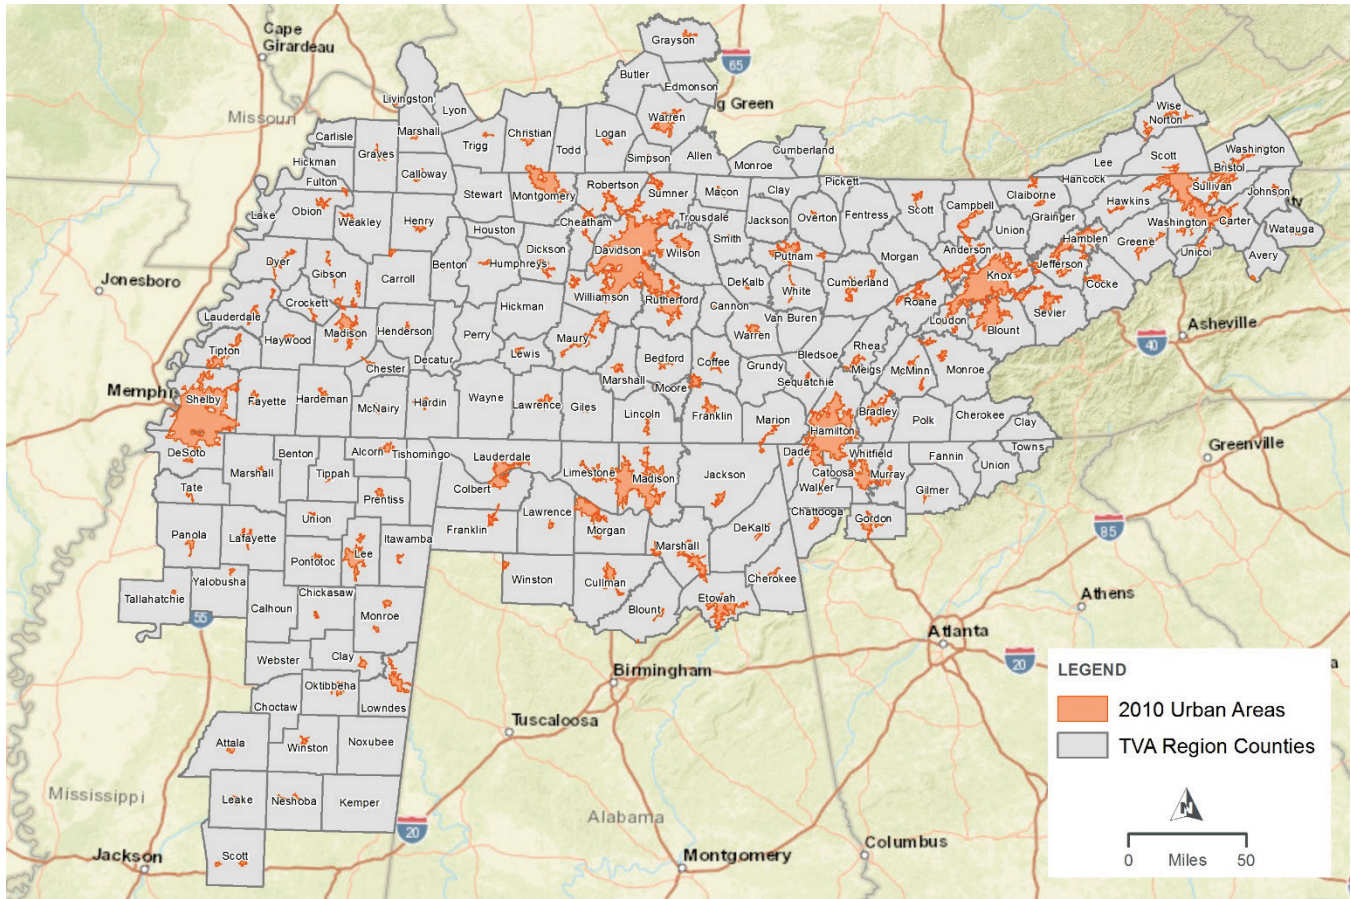 Cape
Girardeau
Grayson
65
Butler
Edmonson
Livingston
Lyon
g Green
Missouri
Warren
Wise
Norton
Carlisle
Marshall
Christian
Logan
Trigg
Todd
Graves
Simpson
Allen
Cumberland
Monroe
Lee
Scott
Washington
Bristol
Hickman
Fulton
Calloway
Stewart
Montgomery
Robertson
Sumner
Macon
Clay
Pickett
Hancock
Claiborne
Sullivan
Johnson
ty
Lake
Obion
Weakley
Henry
Houston
Cheatham
Trousdale
Jackson
Overton
Fentress
Scott
Campbell
Union
Grainger
Hawkins
Washington
Carter
Watauga
Dickson
Davidson
Wilson
Smith
Putnam
Morgan
Anderson
Hamblen
Greene
Unicoi
Avery
Dyer
Gibson
Carroll
Benton
Humphreys
Jefferson
Knox
Cocke
Jonesboro
Crockett
Williamson
Rutherford
DeKalb
White
Cumberland
Roane
Sevier
Lauderdale
Haywood
Madison
Henderson
Hickman
Cannon
Van Buren
Loudon
Blount
Asheville
Perry
Maury
Warren
Rhea
40
Tipton
Decatur
Lewis
Bedford
Coffee
Bledsoe
Meigs
McMinn
Monroe
Chester
Marshall
Moore
Grundy
Sequatchie
Memphi
Shelby
Fayette
Hardeman
McNairy
Hardin
Wayne
Lawrence
Giles
Lincoln
Franklin
Marion
Bradley
Polk
Cherokee
Clay
Hamilton
DeSoto
Benton
Alcorn
Tishomingo
Lauderdale
Limestone
Madison
Jackson
Dade
Whitfield
Catoosa
Fannin
Towns
Union
Greenville
Marshall
Tippah
Colbert
Walker
Murray
Gilmer
Tate
Prentiss
Franklin
Lawrence
Morgan
DeKalb
Chattooga
Gordon
85
Union
Panola
Lafayette
Itawamba
Lee
Pontotoc
Marshall
Yalobusha
Winston
Cullman
Cherokee
Tallahatchie
Chickasaw
Calhoun
Monroe
Blount
Etowah
Athens
55
Atlanta
20
Webster
Clay
Birmingham
a
LEGEND
Oktibbeha
Choctaw
Lowndes
2010 Urban Areas
Tuscaloosa
Attala
Winston
Noxubee
TVA Region Counties
Mississippi
Leake
Neshoba
Kemper
N
Alabama
20
Columbus
0 Miles 50
Jackson
Scott
Montgomery